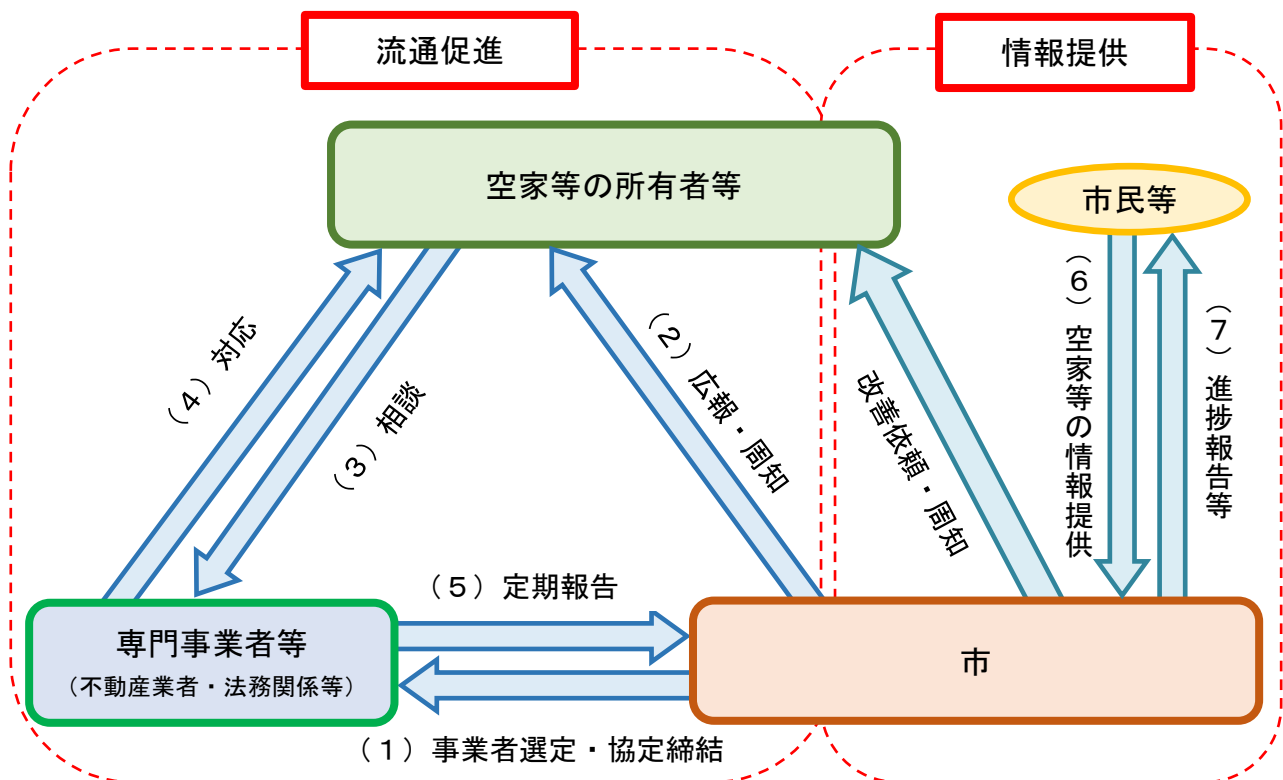 流通促進
情報提供
空家等の所有者等
市民等
（４）対応
（３）相談
（２）広報・周知
改善依頼・周知
（６）空家等の情報提供
（７）進捗報告等
（５）定期報告
専門事業者等
（不動産業者・法務関係等）
市
（１）事業者選定・協定締結